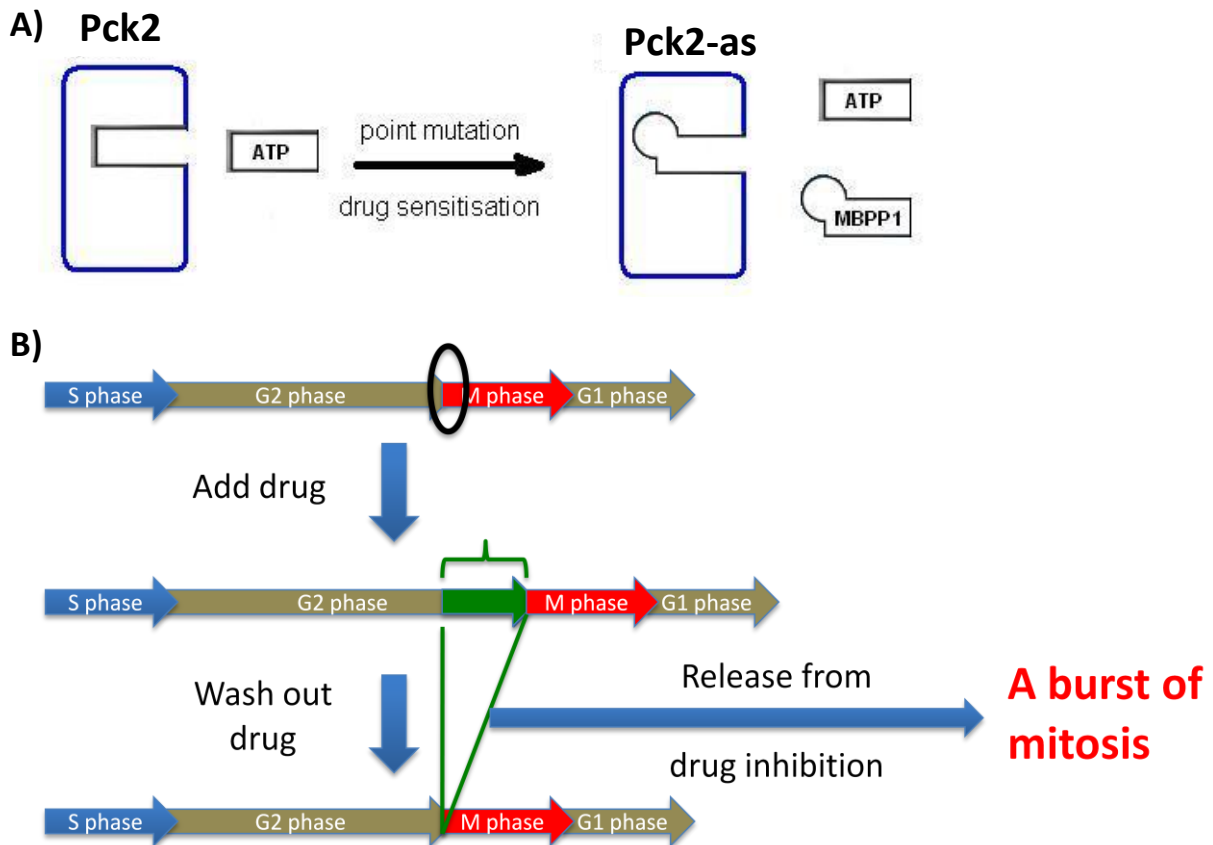 A)
Pck2
Pck2-as
ATP
point mutation
drug sensitisation
ATP
MBPP1
B)
S phase G2 phase M phase G1 phase
Add drug
S phase G2 phase M phase G1 phase
Wash out
drug
Release from
drug inhibition
A burst of
mitosis
S phase G2 phase M phase G1 phase